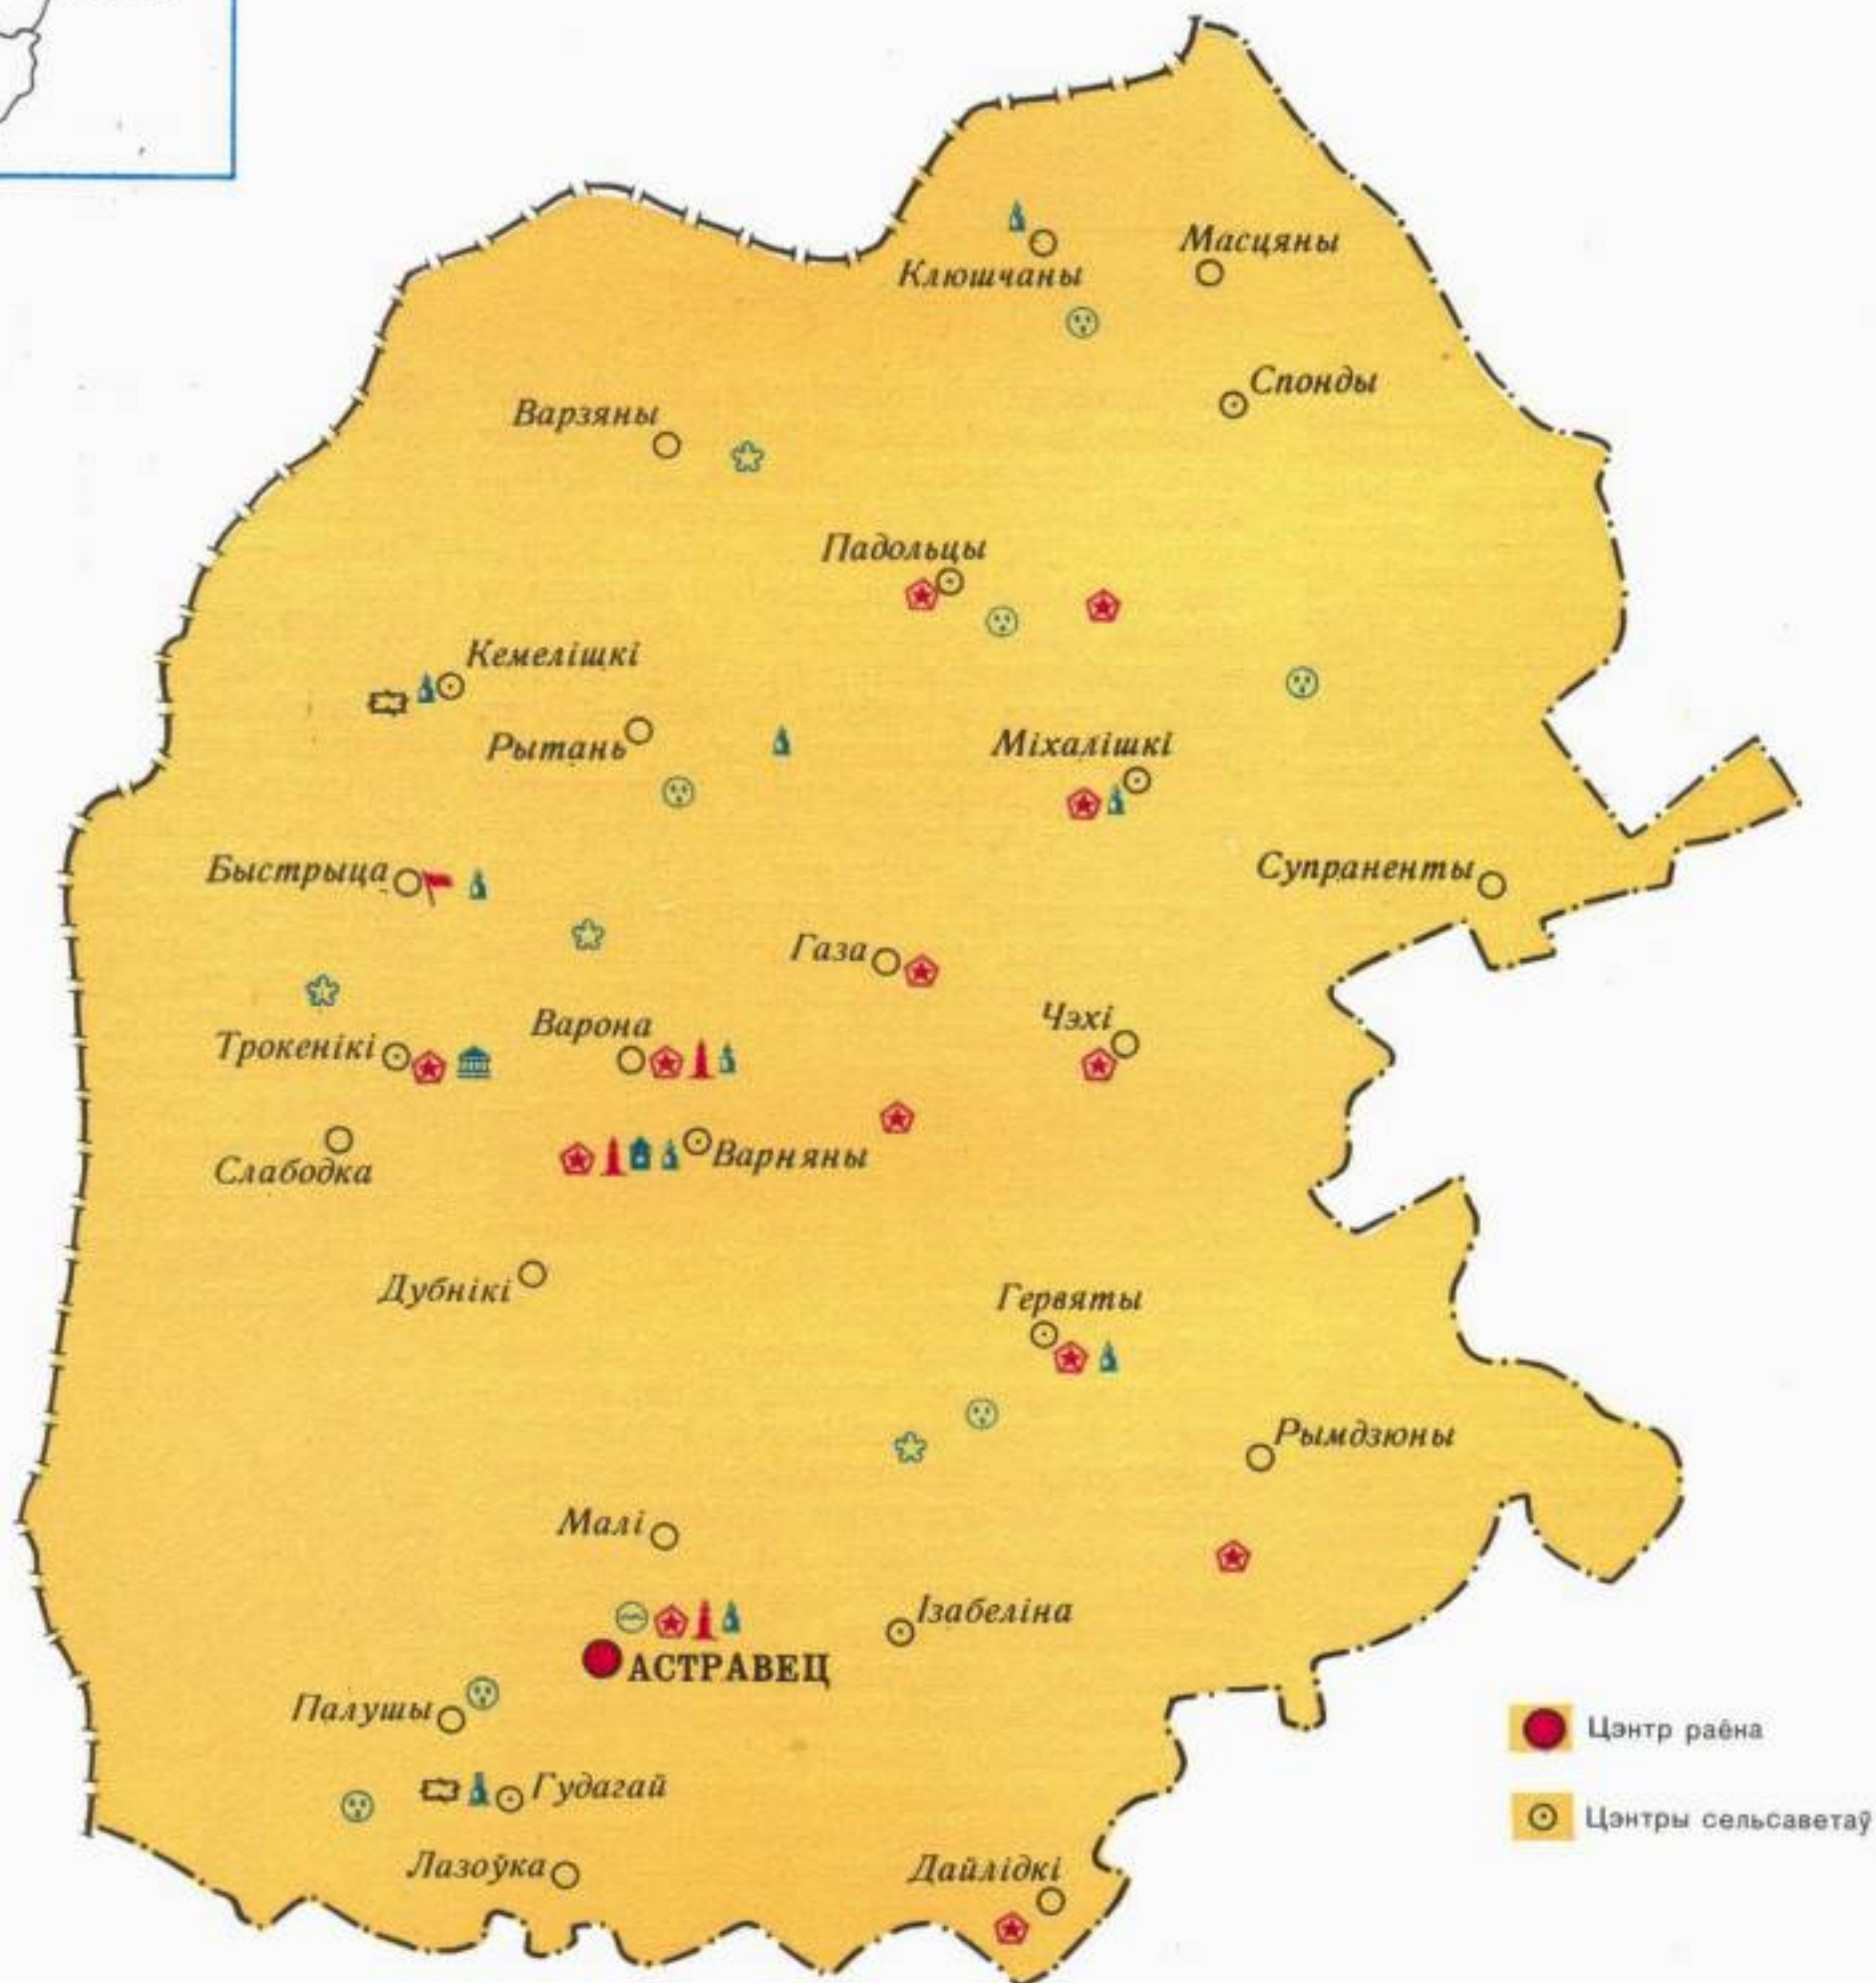 Масцяны
Клюшчаны
Спонды
Варзяны
Падольцы
Кемелішкі
Рытань
Міхалішкі
Быстрыца
Супраненты
Газа
Чэхі
Варона
Трокенікі
Варняны
Слабодка
Дубнікі
Гервяты
Рымдзюны
Малі
Ізабеліна
АСТРАВЕЦ
Палушы
Гудагай
Лазоўка
Дайлідкі
Цэнтр раёна
Цэнтры сельсаветаў